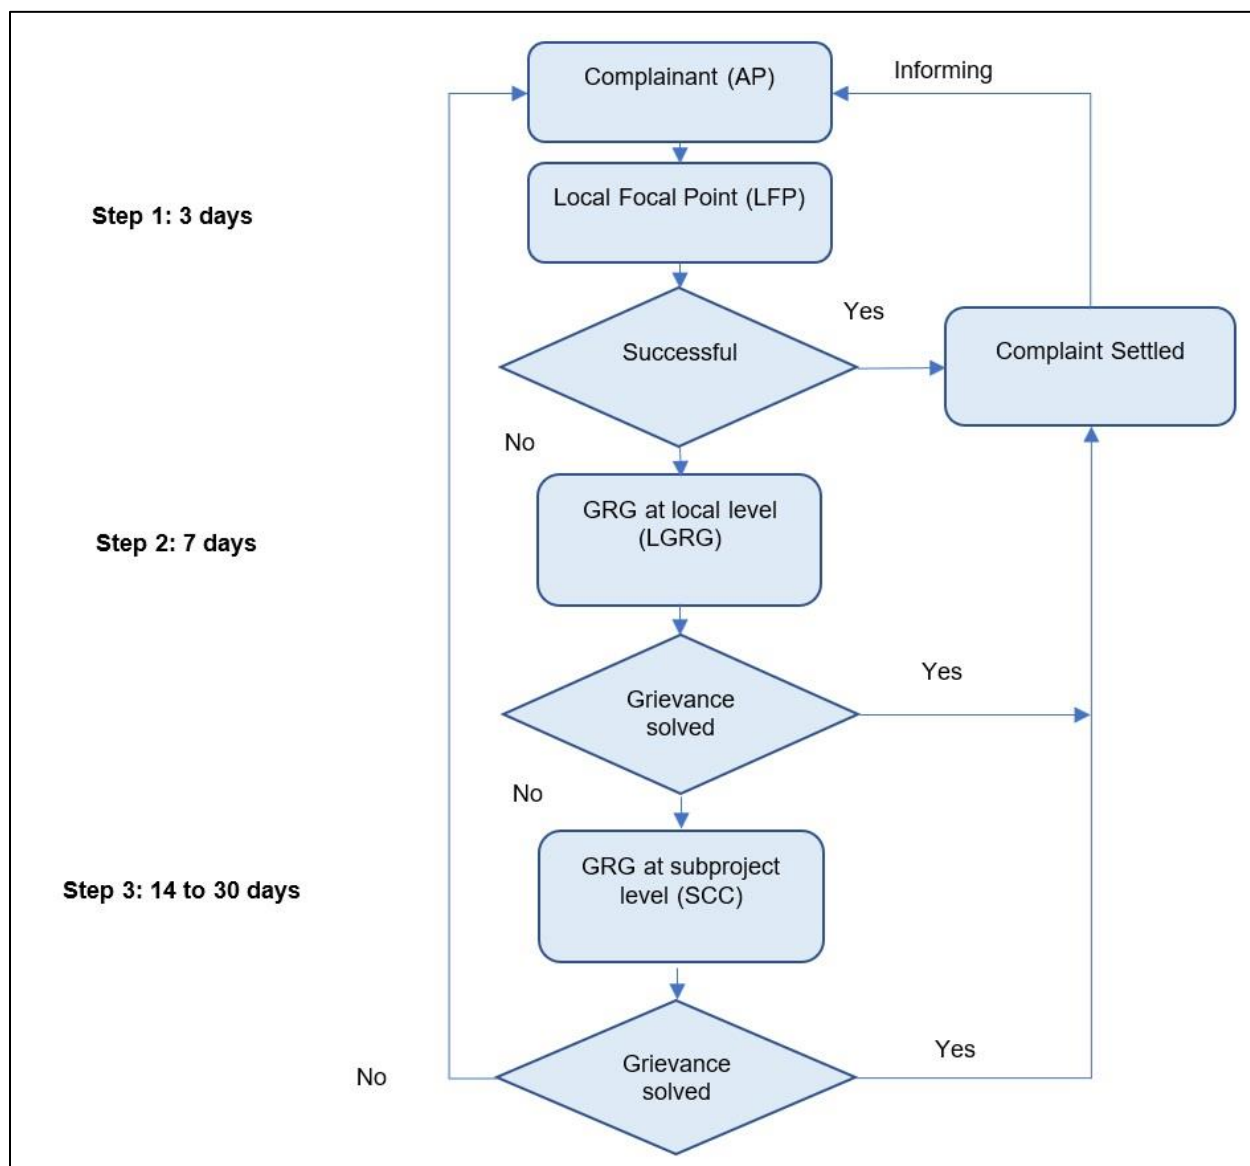 Complainant (AP)
Informing
Local Focal Point (LFP)
Step 1: 3 days
Yes
Successful
Complaint Settled
No
GRG at local level
(LGRG)
Step 2: 7 days
Yes
Grievance
solved
No
GRG at subproject
level (SCC)
Step 3: 14 to 30 days
Yes
Grievance
solved
No